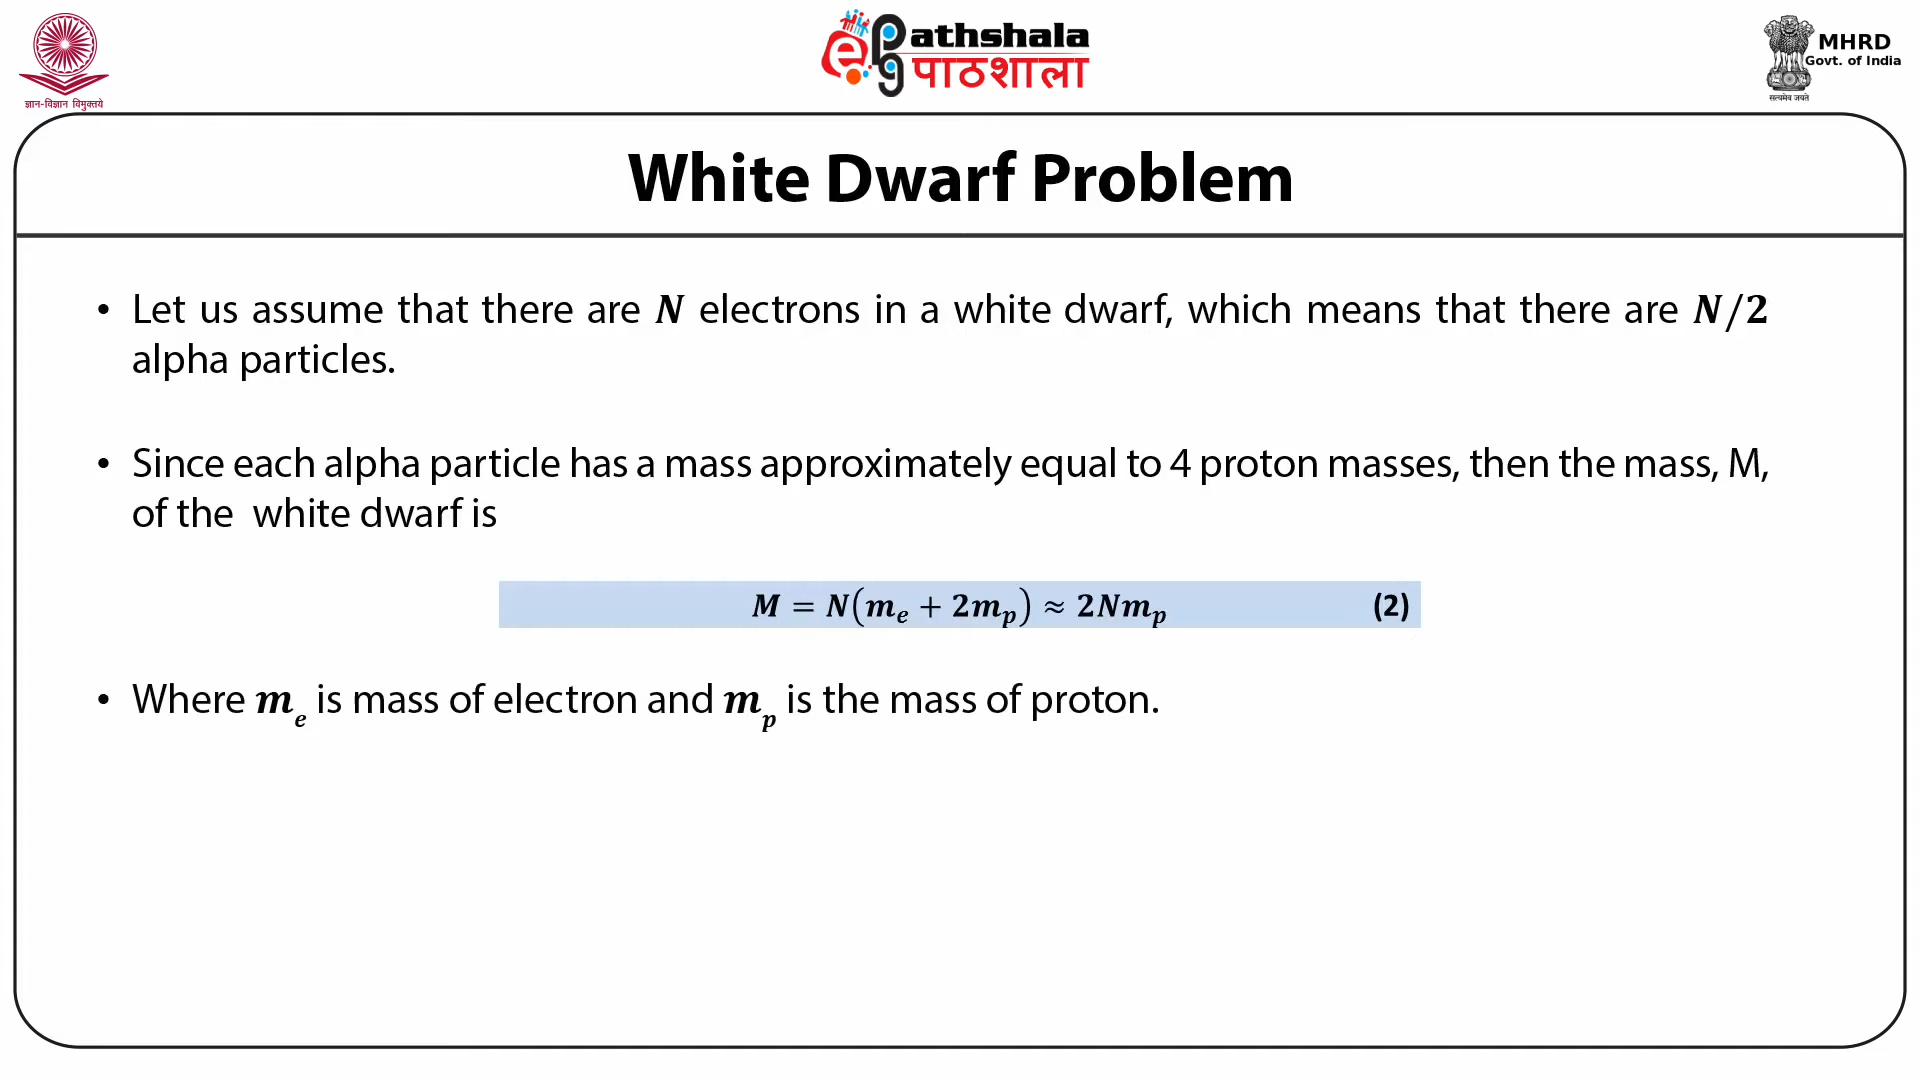 ज्ञान-विज्ञान विमुक्तये
ePathshala
पाठशाला
MHRD
Govt. of India
सत्यमेव जयते
White Dwarf Problem
• Let us assume that there are N electrons in a white dwarf, which means that there are N/2
alpha particles.
• Since each alpha particle has a mass approximately equal to 4 proton masses, then the mass, M,
of the white dwarf is
M = N(mₑ + 2mₚ) ≈ 2Nmₚ (2)
• Where mₑ is mass of electron and mₚ is the mass of proton.